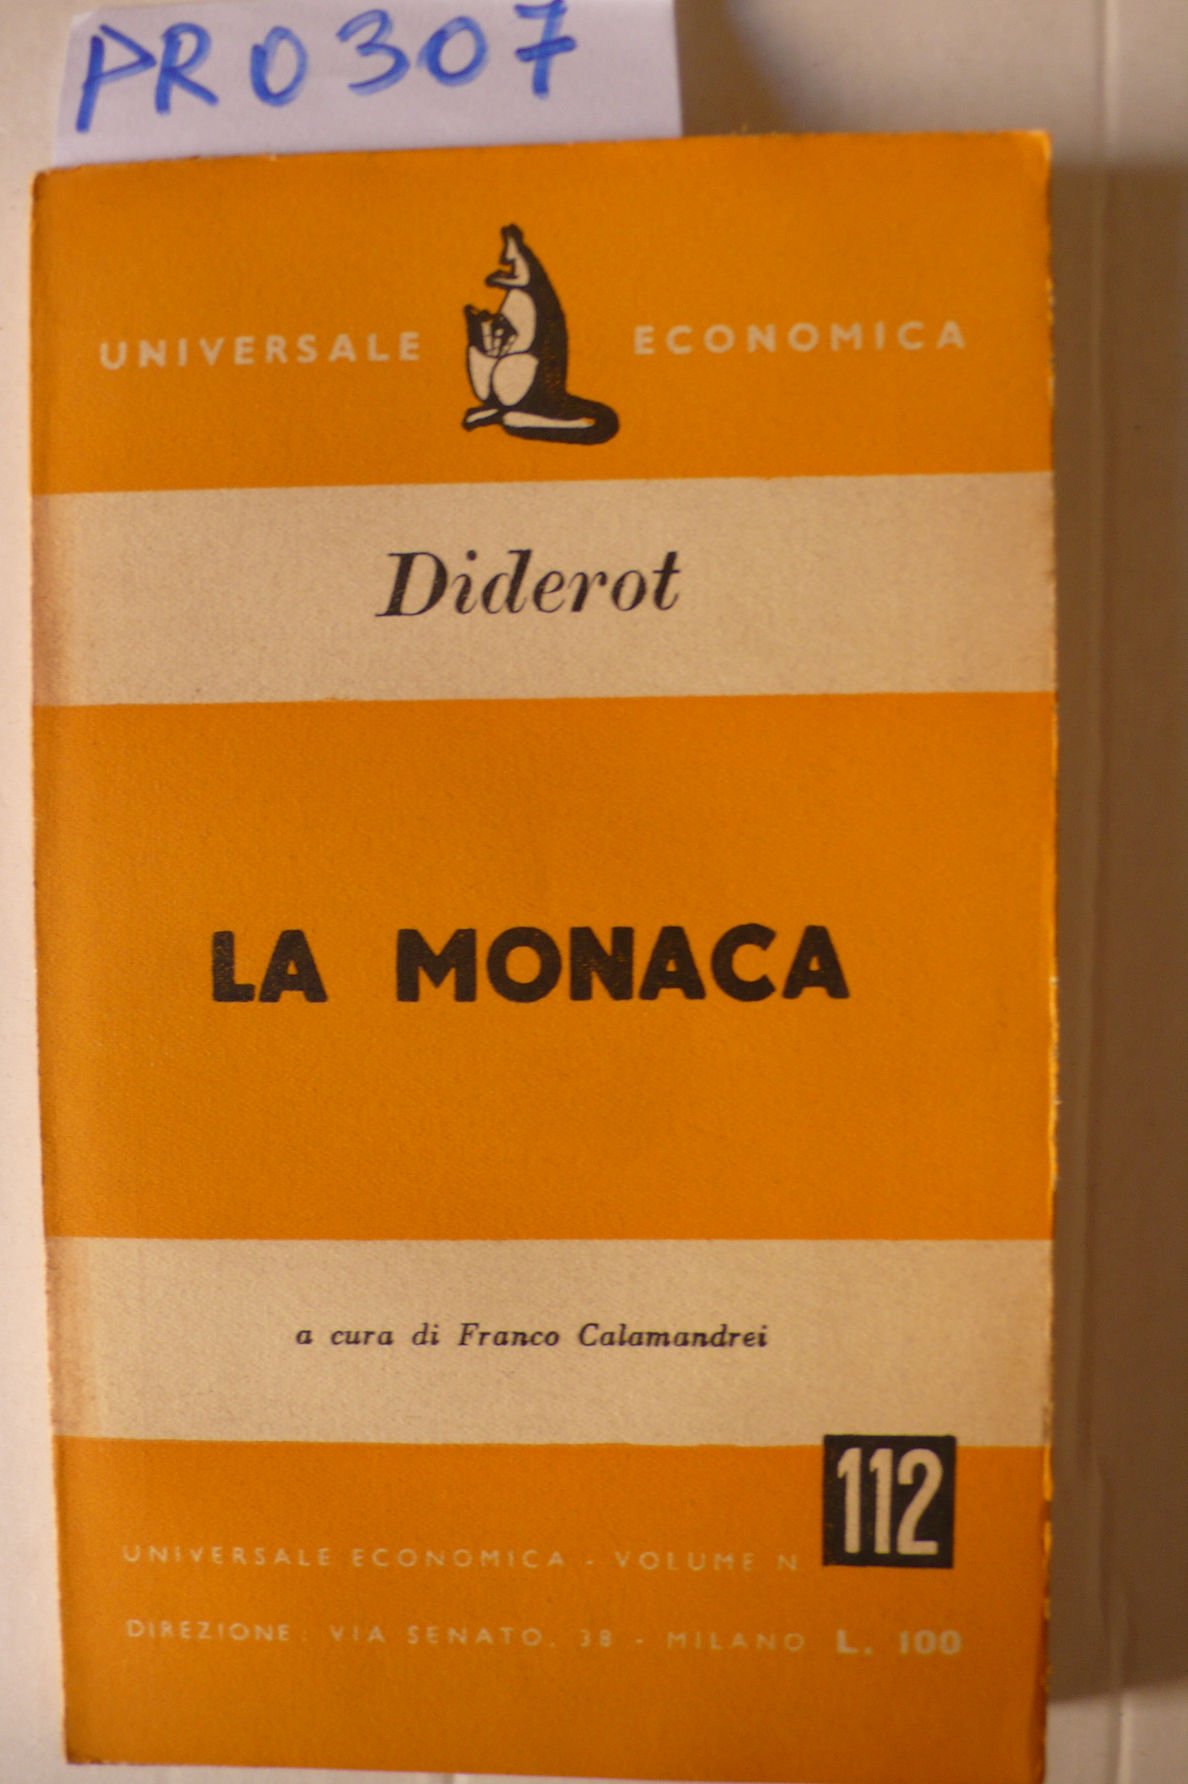 PR0307
UNIVERSALE ECONOMICA
Diderot
LA MONACA
a cura di Franco Calamandrei
112
UNIVERSALE ECONOMICA - VOLUME N
DIREZIONE: VIA SENATO, 38 - MILANO L. 100